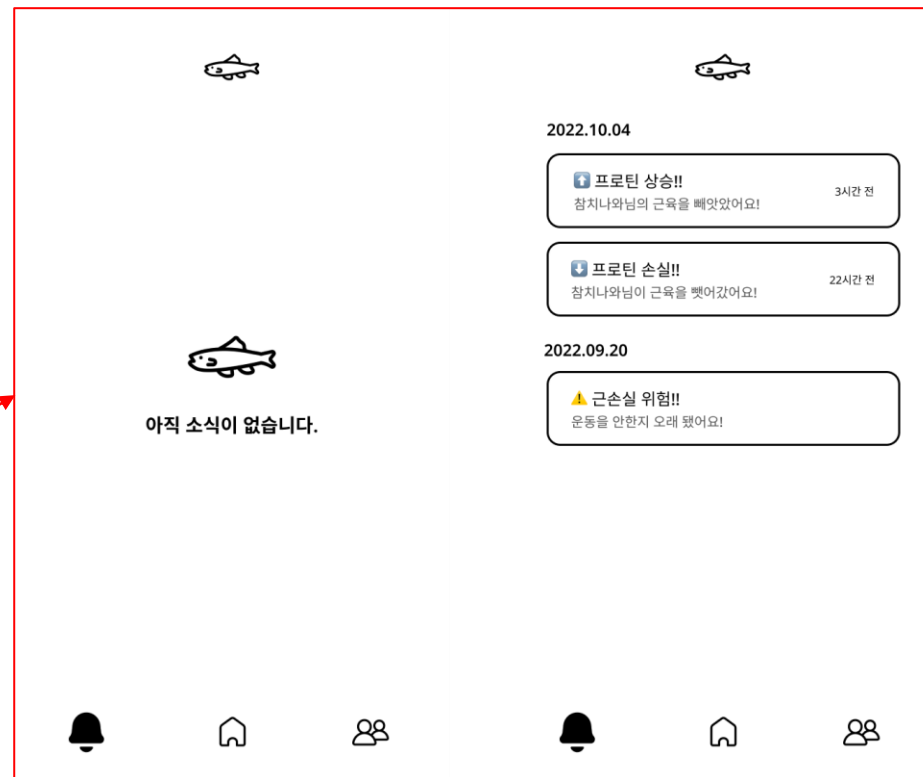 아직 소식이 없습니다.
2022.10.04
프로틴 상승!!
3시간 전
참치나와님의 근육을 빼앗았어요!
프로틴 손실!!
22시간 전
참치나와님이 근육을 뺏어갔어요!
2022.09.20
근손실 위험!!
운동을 안한지 오래 됐어요!